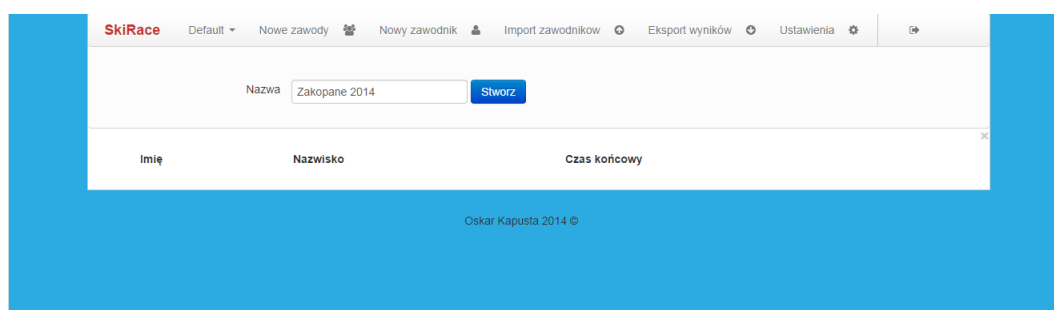 SkiRace Default Nowe zawody Nowy zawodnik Import zawodnikow Eksport wyników Ustawienia
Nazwa Zakopane 2014 Stworz
Imię Nazwisko Czas końcowy
Oskar Kapusta 2014 ©